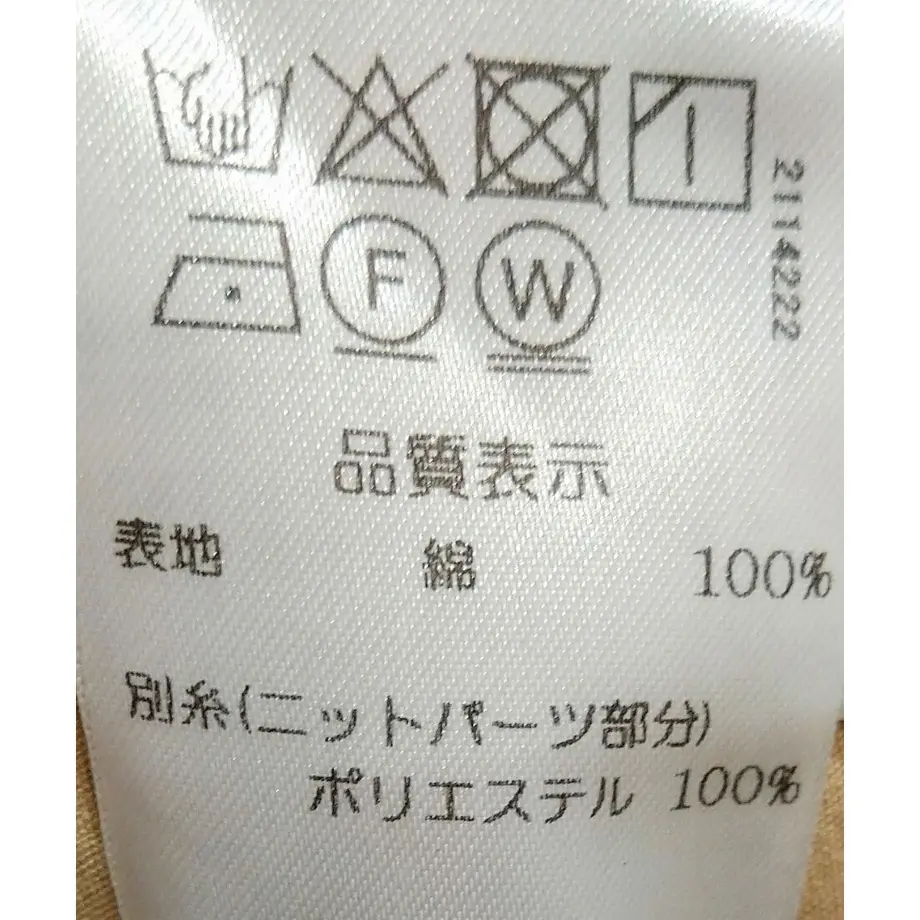 2114222
F W
品質表示
表地 綿 100%
別糸(ニットパーツ部分)
ポリエステル 100%